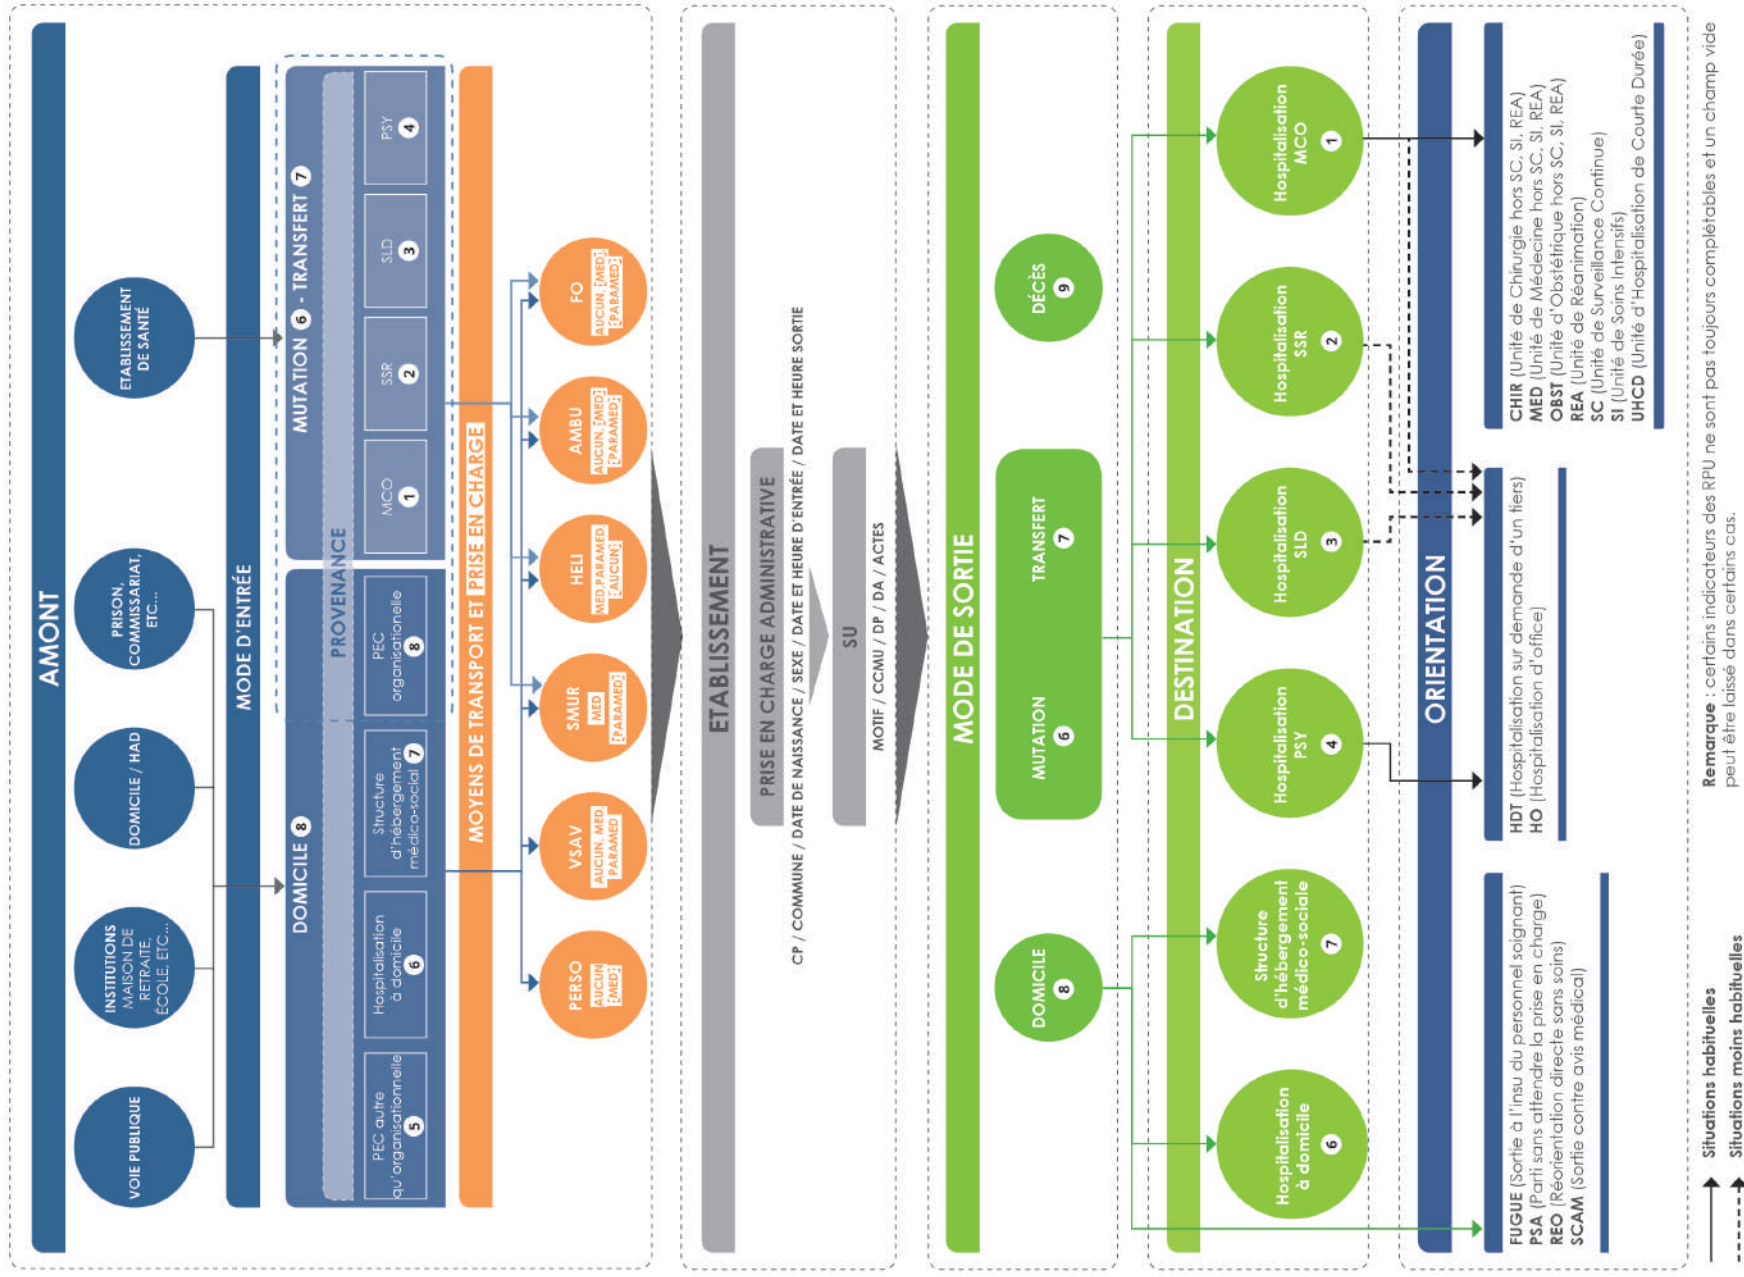 AMONT
VOIE PUBLIQUE
INSTITUTIONS
MAISON DE
RETRAITE,
ÉCOLE, ETC...
DOMICILE / HAD
PRISON,
COMMISSARIAT,
ETC...
ETABLISSEMENT
DE SANTÉ
MODE D'ENTRÉE
DOMICILE 8
MUTATION 6 - TRANSFERT 7
PROVENANCE
PEC autre
qu'organisationnelle
5
Hospitalisation
à domicile
6
Structure
d'hébergement
médico-social 7
PEC
organisationnelle
8
MCO
1
SSR
2
SLD
3
PSY
4
MOYENS DE TRANSPORT ET PRISE EN CHARGE
PERSO
AUCUN
[MED]
VSAV
AUCUN, MED
PARAMED
SMUR
MED
[PARAMED]
HELI
MED, PARAMED
[AUCUN]
AMBU
AUCUN, [MED]
[PARAMED]
FO
AUCUN, [MED]
[PARAMED]
ETABLISSEMENT
PRISE EN CHARGE ADMINISTRATIVE
CP / COMMUNE / DATE DE NAISSANCE / SEXE / DATE ET HEURE D'ENTRÉE / DATE ET HEURE SORTIE
SU
MOTIF / CCMU / DP / DA / ACTES
MODE DE SORTIE
DOMICILE
8
MUTATION
6
TRANSFERT
7
DÉCÈS
9
DESTINATION
Hospitalisation
à domicile
6
Structure
d'hébergement
médico-sociale
7
Hospitalisation
PSY
4
Hospitalisation
SLD
3
Hospitalisation
SSR
2
Hospitalisation
MCO
1
ORIENTATION
FUGUE (Sortie à l'insu du personnel soignant)
PSA (Parti sans attendre la prise en charge)
REO (Réorientation directe sans soins)
SCAM (Sortie contre avis médical)
HDT (Hospitalisation sur demande d'un tiers)
HO (Hospitalisation d'office)
CHIR (Unité de Chirurgie hors SC, SI, REA)
MED (Unité de Médecine hors SC, SI, REA)
OBST (Unité d'Obstétrique hors SC, SI, REA)
REA (Unité de Réanimation)
SC (Unité de Surveillance Continue)
SI (Unité de Soins Intensifs)
UHCD (Unité d'Hospitalisation de Courte Durée)
Situations habituelles
Situations moins habituelles
Remarque : certains indicateurs des RPU ne sont pas toujours complétables et un champ vide
peut être laissé dans certains cas.